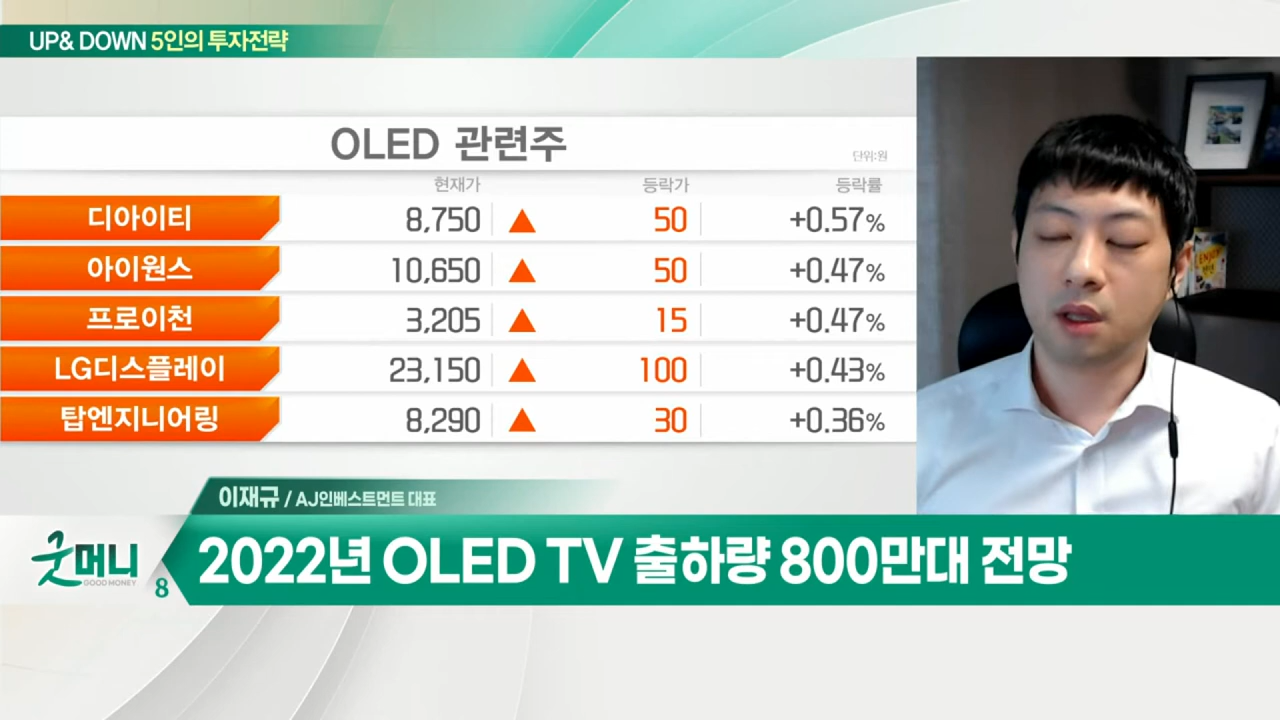 UP& DOWN 5인의 투자전략
OLED 관련주
단위:원
현재가 등락가 등락률
디아이티 8,750 ▲ 50 +0.57%
아이원스 10,650 ▲ 50 +0.47%
프로이천 3,205 ▲ 15 +0.47%
LG디스플레이 23,150 ▲ 100 +0.43%
탑엔지니어링 8,290 ▲ 30 +0.36%
ENJOY
이재규 / AJ인베스트먼트 대표
2022년 OLED TV 출하량 800만대 전망
굿머니
GOOD MONEY
8